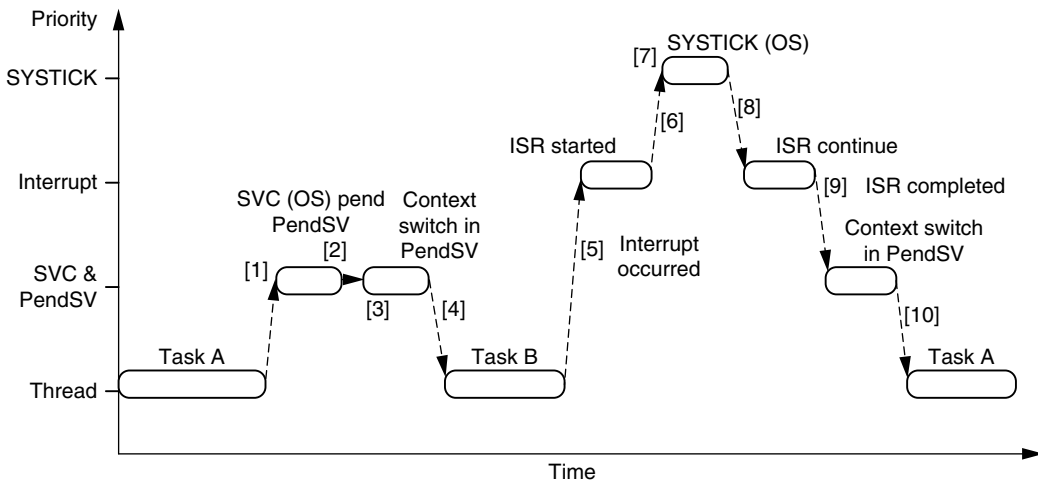 Priority
SYSTICK (OS)
[7]
SYSTICK
[6]
[8]
ISR started
ISR continue
Interrupt
[9]
ISR completed
SVC (OS) pend
PendSV
Context
switch in
PendSV
[2]
[1]
[5]
Interrupt
occurred
Context switch
in PendSV
SVC &
PendSV
[3]
[4]
[10]
Task A
Task B
Task A
Thread
Time